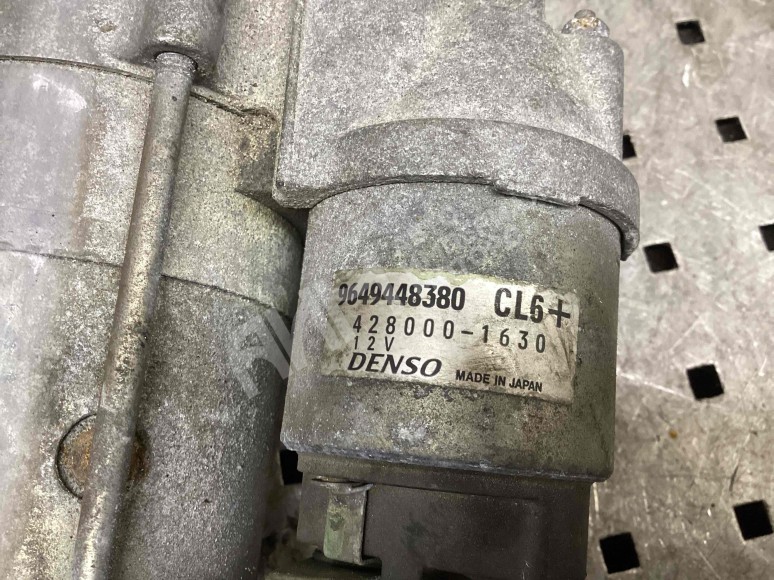 9649448380 CL6+
428000-1630
12V
DENSO MADE IN JAPAN